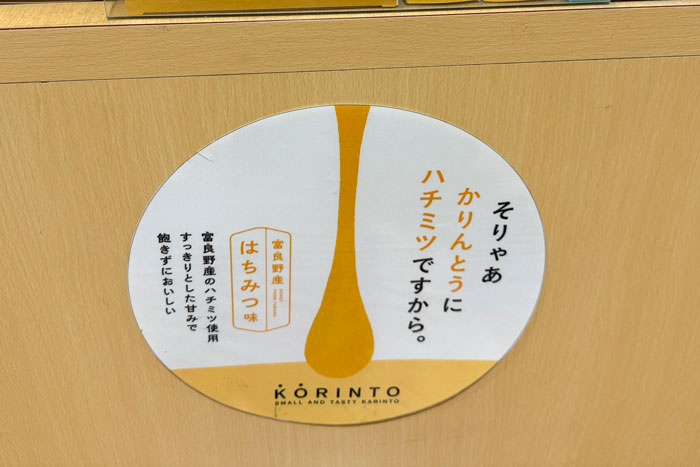 そりゃあ
かりんとうに
ハチミツですから。
富良野産
はちみつ味
富良野産のハチミツ使用
すっきりとした甘みで
飽きずにおいしい
KORINTO
SMALL AND TASTY KARINTO